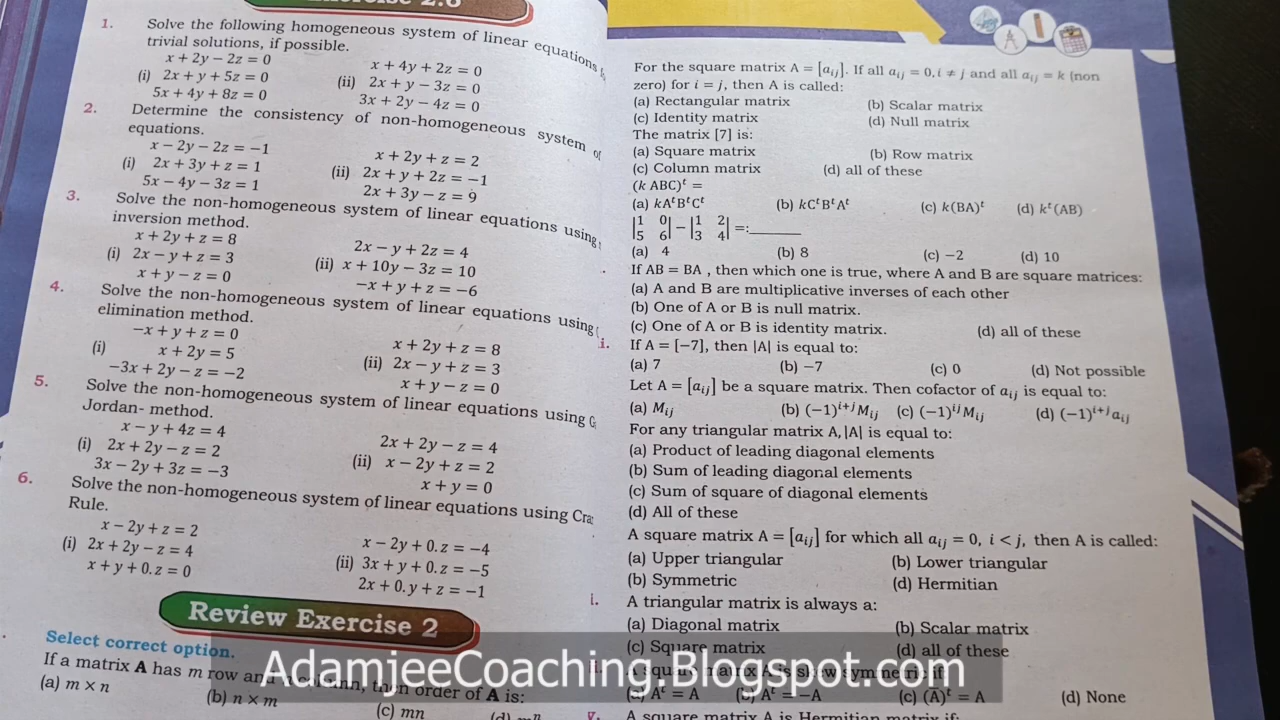 Exercise 2.6
1. Solve the following homogeneous system of linear equations
trivial solutions, if possible.
x + 2y − 2z = 0
(i) 2x + y + 5z = 0
5x + 4y + 8z = 0
x + 4y + 2z = 0
(ii) 2x + y − 3z = 0
3x + 2y − 4z = 0
2. Determine the consistency of non-homogeneous system of
equations.
x − 2y − 2z = −1
(i) 2x + 3y + z = 1
5x − 4y − 3z = 1
x + 2y + z = 2
(ii) 2x + y + 2z = −1
2x + 3y − z = 9
3. Solve the non-homogeneous system of linear equations using
inversion method.
x + 2y + z = 8
(i) 2x − y + z = 3
x + y − z = 0
2x − y + 2z = 4
(ii) x + 10y − 3z = 10
−x + y + z = −6
4. Solve the non-homogeneous system of linear equations using
elimination method.
−x + y + z = 0
(i) x + 2y = 5
−3x + 2y − z = −2
x + 2y + z = 8
(ii) 2x − y + z = 3
x + y − z = 0
5. Solve the non-homogeneous system of linear equations using G
Jordan- method.
x − y + 4z = 4
(i) 2x + 2y − z = 2
3x − 2y + 3z = −3
2x + 2y − z = 4
(ii) x − 2y + z = 2
x + y = 0
6. Solve the non-homogeneous system of linear equations using Cra
Rule.
x − 2y + z = 2
(i) 2x + 2y − z = 4
x + y + 0.z = 0
x − 2y + 0.z = −4
(ii) 3x + y + 0.z = −5
2x + 0.y + z = −1
Review Exercise 2
Select correct option.
If a matrix A has m row and n column, then order of A is:
(a) m × n (b) n × m (c) mn (d) mⁿ
For the square matrix A = [aᵢⱼ]. If all aᵢⱼ = 0, i ≠ j and all aᵢⱼ = k (non
zero) for i = j, then A is called:
(a) Rectangular matrix (b) Scalar matrix
(c) Identity matrix (d) Null matrix
The matrix [7] is:
(a) Square matrix (b) Row matrix
(c) Column matrix (d) all of these
(k ABC)ᵗ =
(a) kAᵗBᵗCᵗ (b) kCᵗBᵗAᵗ (c) k(BA)ᵗ (d) kᵗ(AB)
|1 0| − |1 2| =:______
|5 6| |3 4|
(a) 4 (b) 8 (c) −2 (d) 10
If AB = BA , then which one is true, where A and B are square matrices:
(a) A and B are multiplicative inverses of each other
(b) One of A or B is null matrix.
(c) One of A or B is identity matrix. (d) all of these
i. If A = [−7], then |A| is equal to:
(a) 7 (b) −7 (c) 0 (d) Not possible
Let A = [aᵢⱼ] be a square matrix. Then cofactor of aᵢⱼ is equal to:
(a) Mᵢⱼ (b) (−1)ⁱ⁺ʲMᵢⱼ (c) (−1)ⁱʲMᵢⱼ (d) (−1)ⁱ⁺ʲaᵢⱼ
For any triangular matrix A, |A| is equal to:
(a) Product of leading diagonal elements
(b) Sum of leading diagonal elements
(c) Sum of square of diagonal elements
(d) All of these
A square matrix A = [aᵢⱼ] for which all aᵢⱼ = 0, i < j, then A is called:
(a) Upper triangular (b) Lower triangular
(b) Symmetric (d) Hermitian
i. A triangular matrix is always a:
(a) Diagonal matrix (b) Scalar matrix
(c) Square matrix (d) all of these
A square matrix A is skew symmetric if:
(a) Aᵗ = A (b) Aᵗ = −A (c) (Ā)ᵗ = A (d) None
v. A square matrix A is Hermitian matrix if:
AdamjeeCoaching.Blogspot.com